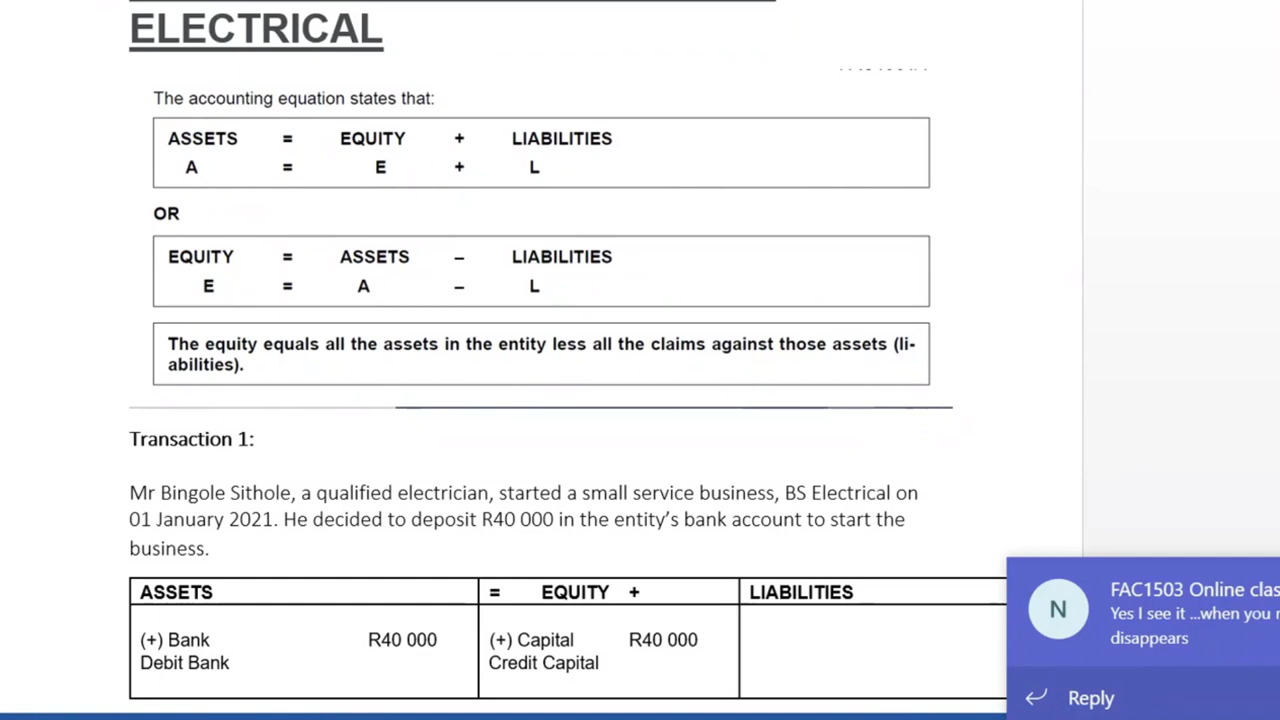 ELECTRICAL
The accounting equation states that:
ASSETS = EQUITY + LIABILITIES
A = E + L
OR
EQUITY = ASSETS – LIABILITIES
E = A – L
The equity equals all the assets in the entity less all the claims against those assets (li-
abilities).
Transaction 1:
Mr Bingole Sithole, a qualified electrician, started a small service business, BS Electrical on
01 January 2021. He decided to deposit R40 000 in the entity's bank account to start the
business.
ASSETS = EQUITY + LIABILITIES
(+) Bank R40 000 (+) Capital R40 000
Debit Bank Credit Capital
N
FAC1503 Online clas
Yes I see it ...when you
disappears
Reply